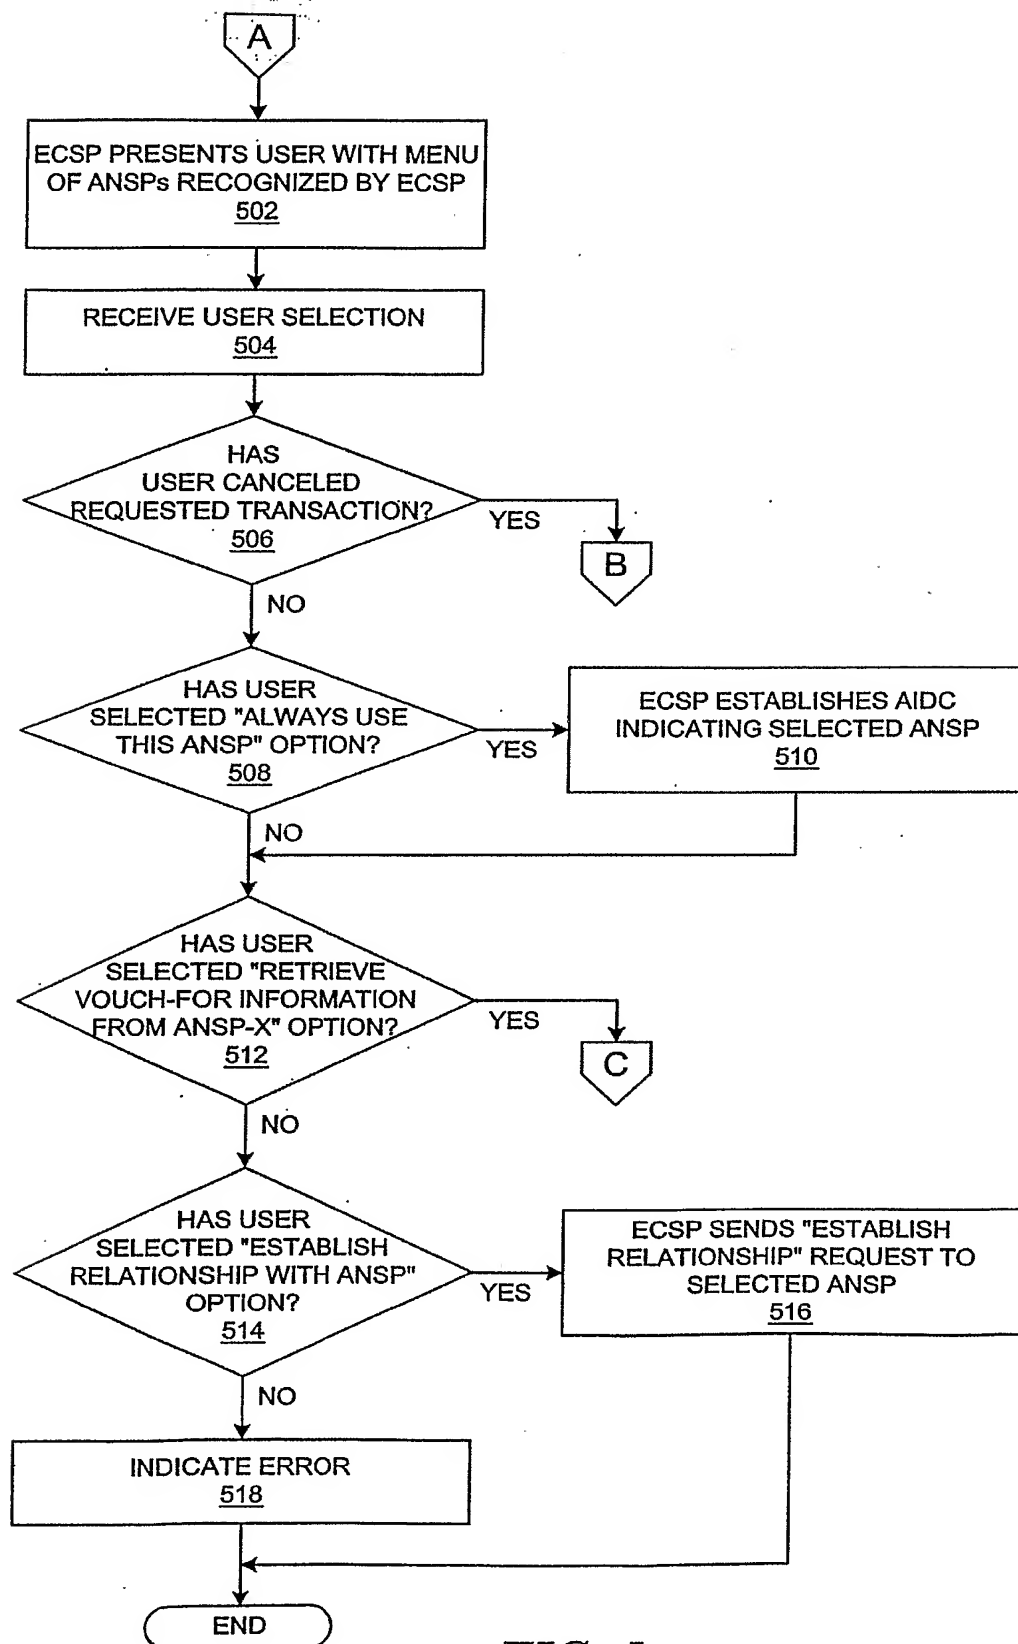 A
ECSP PRESENTS USER WITH MENU
OF ANSPs RECOGNIZED BY ECSP
502
RECEIVE USER SELECTION
504
HAS
USER CANCELED
REQUESTED TRANSACTION?
506
YES
B
NO
HAS USER
SELECTED "ALWAYS USE
THIS ANSP" OPTION?
508
YES
ECSP ESTABLISHES AIDC
INDICATING SELECTED ANSP
510
NO
HAS USER
SELECTED "RETRIEVE
VOUCH-FOR INFORMATION
FROM ANSP-X" OPTION?
512
YES
C
NO
HAS USER
SELECTED "ESTABLISH
RELATIONSHIP WITH ANSP"
OPTION?
514
YES
ECSP SENDS "ESTABLISH
RELATIONSHIP" REQUEST TO
SELECTED ANSP
516
NO
INDICATE ERROR
518
END